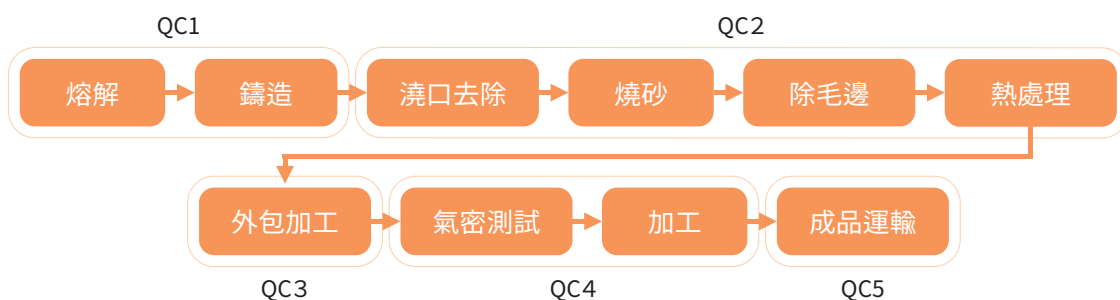 QC1
QC2
熔解
鑄造
澆口去除
燒砂
除毛邊
熱處理
外包加工
氣密測試
加工
成品運輸
QC3
QC4
QC5